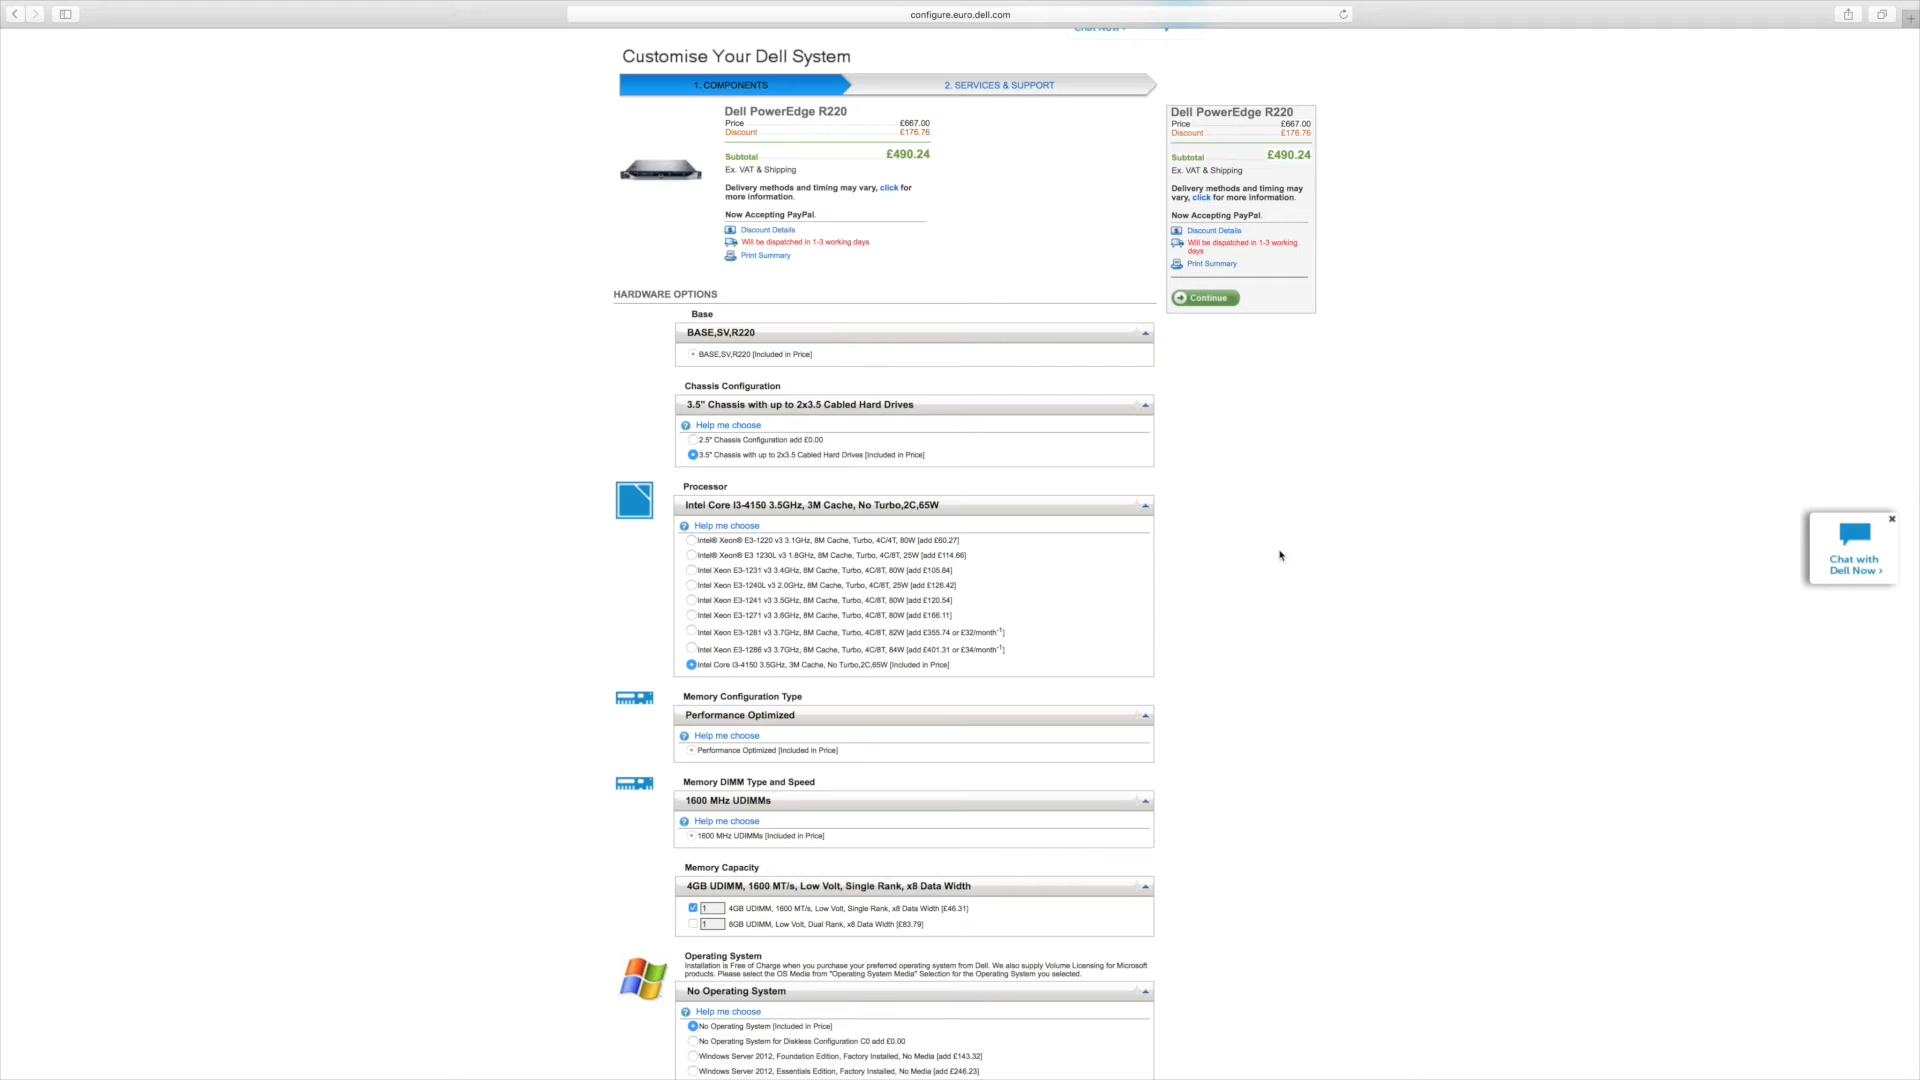 configure.euro.dell.com
Chat Now ›
Customise Your Dell System
1. COMPONENTS
2. SERVICES & SUPPORT
Dell PowerEdge R220
Price £667.00
Discount £176.76
Subtotal £490.24
Ex. VAT & Shipping
Delivery methods and timing may vary, click for
more information.
Now Accepting PayPal.
Discount Details
Will be dispatched in 1-3 working days
Print Summary
Dell PowerEdge R220
Price £667.00
Discount £176.76
Subtotal £490.24
Ex. VAT & Shipping
Delivery methods and timing may
vary, click for more information.
Now Accepting PayPal.
Discount Details
Will be dispatched in 1-3 working
days
Print Summary
Continue
HARDWARE OPTIONS
Base
BASE,SV,R220
BASE,SV,R220 [Included in Price]
Chassis Configuration
3.5" Chassis with up to 2x3.5 Cabled Hard Drives
Help me choose
2.5" Chassis Configuration add £0.00
3.5" Chassis with up to 2x3.5 Cabled Hard Drives [Included in Price]
Processor
Intel Core I3-4150 3.5GHz, 3M Cache, No Turbo,2C,65W
Help me choose
Intel® Xeon® E3-1220 v3 3.1GHz, 8M Cache, Turbo, 4C/4T, 80W [add £60.27]
Intel® Xeon® E3 1230L v3 1.8GHz, 8M Cache, Turbo, 4C/8T, 25W [add £114.66]
Intel Xeon E3-1231 v3 3.4GHz, 8M Cache, Turbo, 4C/8T, 80W [add £105.84]
Intel Xeon E3-1240L v3 2.0GHz, 8M Cache, Turbo, 4C/8T, 25W [add £126.42]
Intel Xeon E3-1241 v3 3.5GHz, 8M Cache, Turbo, 4C/8T, 80W [add £120.54]
Intel Xeon E3-1271 v3 3.6GHz, 8M Cache, Turbo, 4C/8T, 80W [add £166.11]
Intel Xeon E3-1281 v3 3.7GHz, 8M Cache, Turbo, 4C/8T, 82W [add £355.74 or £32/month-1]
Intel Xeon E3-1286 v3 3.7GHz, 8M Cache, Turbo, 4C/8T, 84W [add £401.31 or £34/month-1]
Intel Core I3-4150 3.5GHz, 3M Cache, No Turbo,2C,65W [Included in Price]
Memory Configuration Type
Performance Optimized
Help me choose
Performance Optimized [Included in Price]
Memory DIMM Type and Speed
1600 MHz UDIMMs
Help me choose
1600 MHz UDIMMs [Included in Price]
Memory Capacity
4GB UDIMM, 1600 MT/s, Low Volt, Single Rank, x8 Data Width
1 4GB UDIMM, 1600 MT/s, Low Volt, Single Rank, x8 Data Width [£46.31]
1 8GB UDIMM, Low Volt, Dual Rank, x8 Data Width [£83.79]
Operating System
Installation is Free of Charge when you purchase your preferred operating system from Dell. We also supply Volume Licensing for Microsoft
products. Please select the OS Media from "Operating System Media" Selection for the Operating System you selected.
No Operating System
Help me choose
No Operating System [Included in Price]
No Operating System for Diskless Configuration C0 add £0.00
Windows Server 2012, Foundation Edition, Factory Installed, No Media [add £143.32]
Windows Server 2012, Essentials Edition, Factory Installed, No Media [add £246.23]
Chat with
Dell Now ›